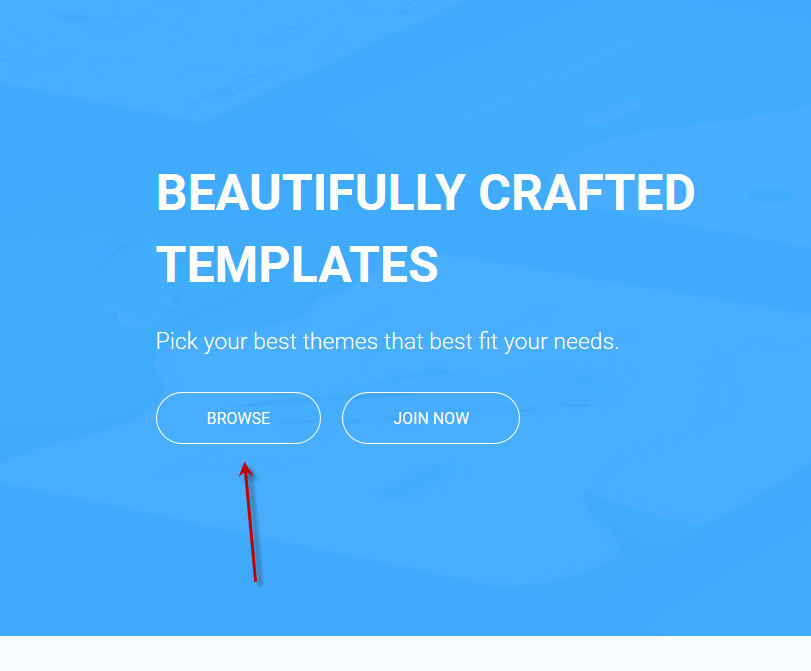 BEAUTIFULLY CRAFTED
TEMPLATES
Pick your best themes that best fit your needs.
BROWSE
JOIN NOW